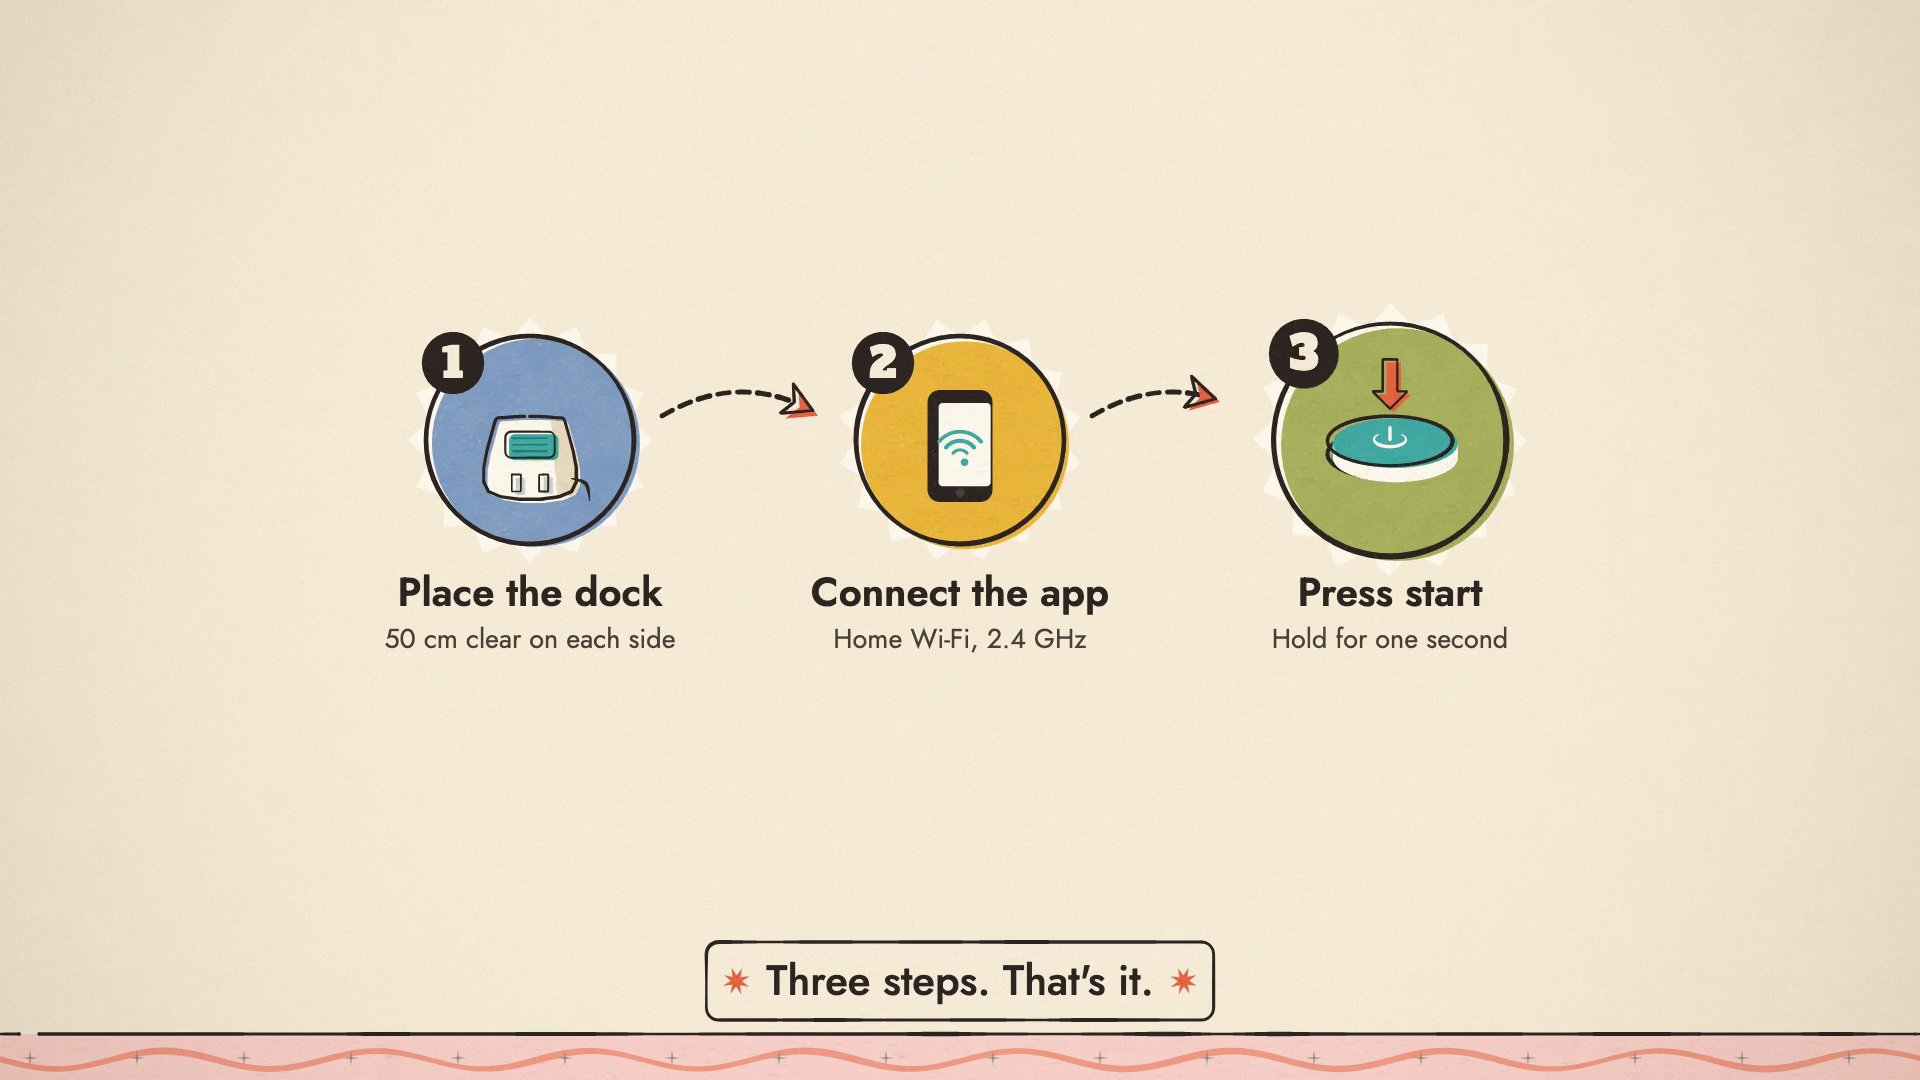 1
Place the dock
50 cm clear on each side
2
Connect the app
Home Wi-Fi, 2.4 GHz
3
Press start
Hold for one second
Three steps. That's it.